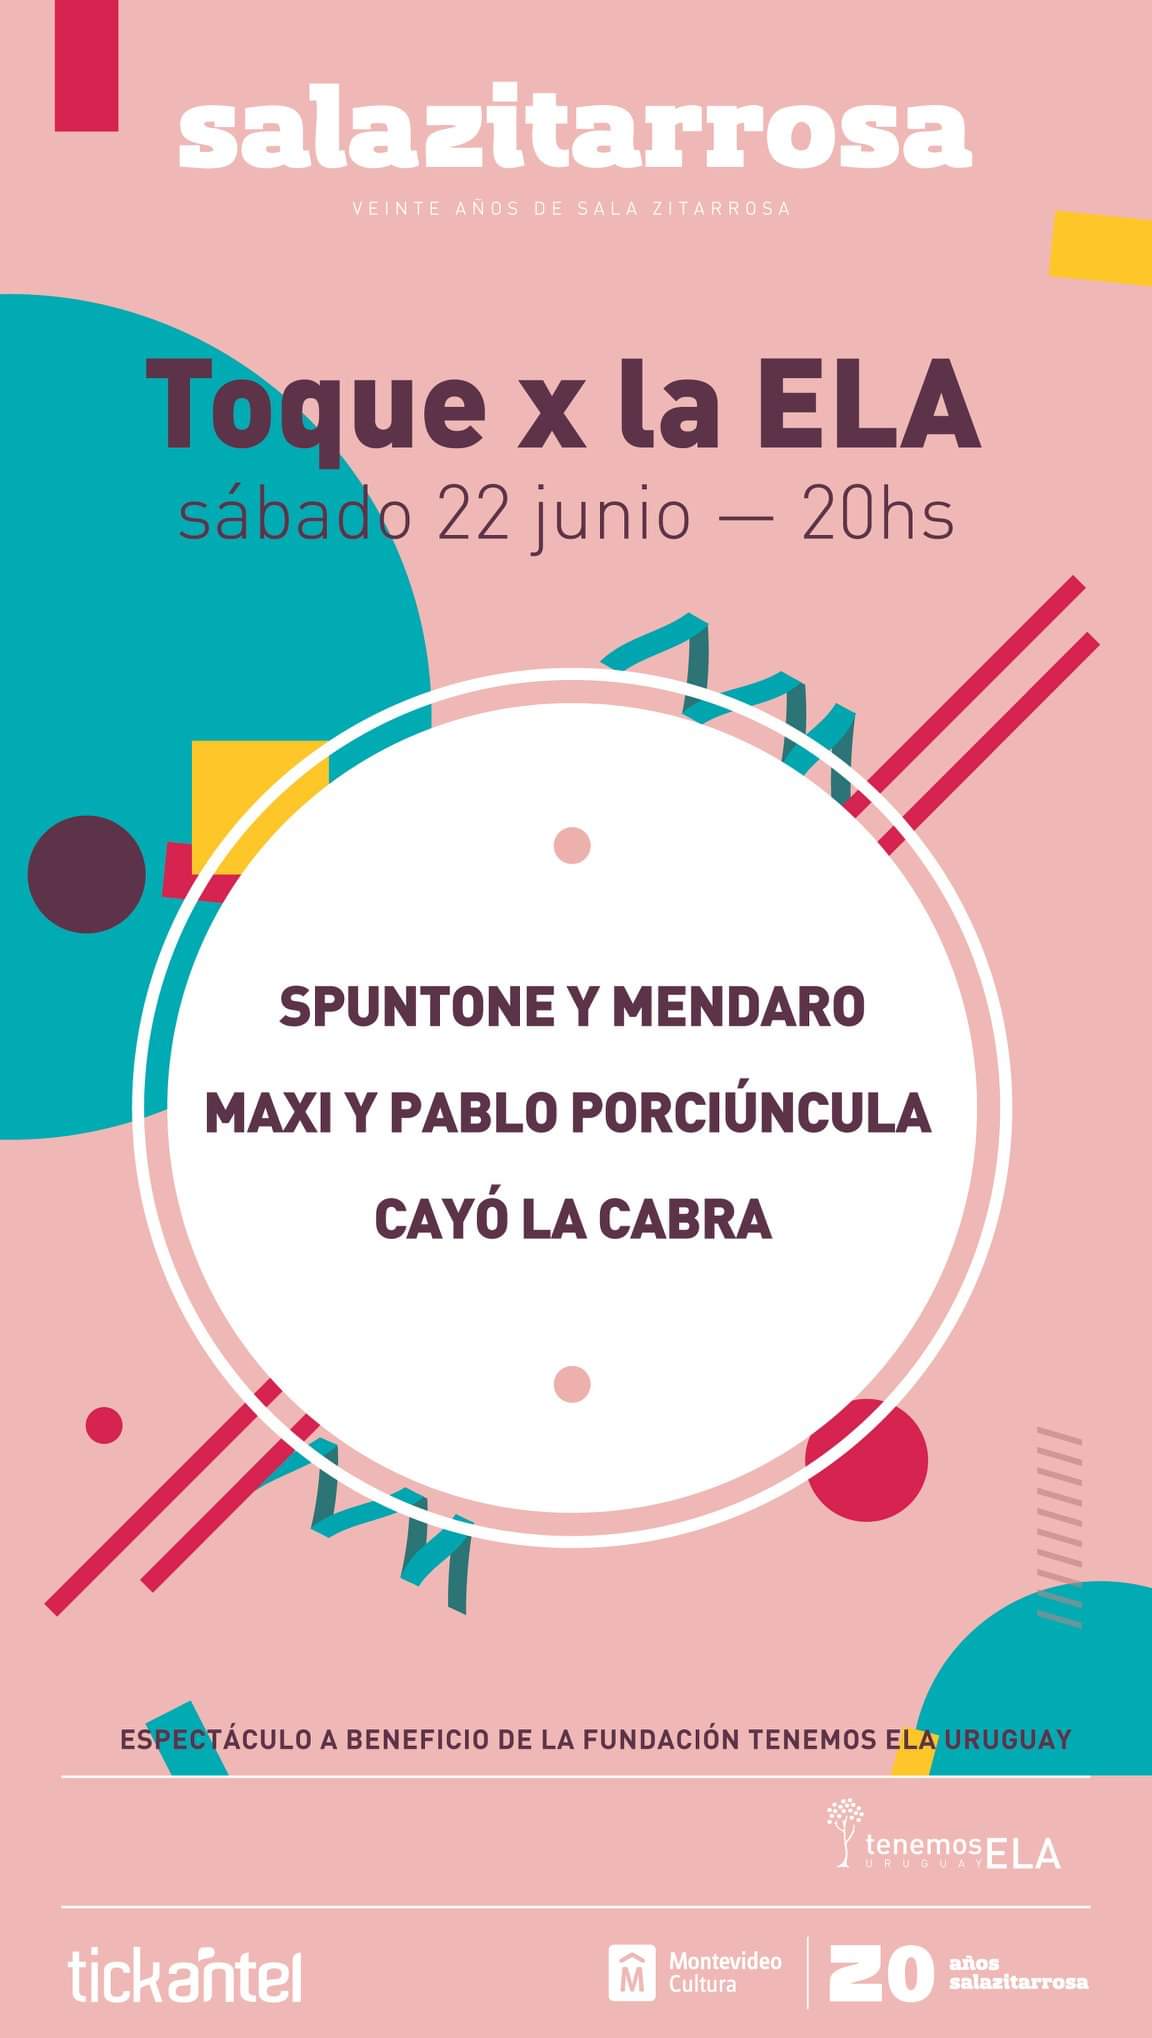 salazitarrosa
VEINTE AÑOS DE SALA ZITARROSA
Toque x la ELA
sábado 22 junio — 20hs
SPUNTONE Y MENDARO
MAXI Y PABLO PORCIÚNCULA
CAYÓ LA CABRA
ESPECTÁCULO A BENEFICIO DE LA FUNDACIÓN TENEMOS ELA URUGUAY
tenemos ELA
URUGUAY
tickantel
M
Montevideo
Cultura
20
años
salazitarrosa